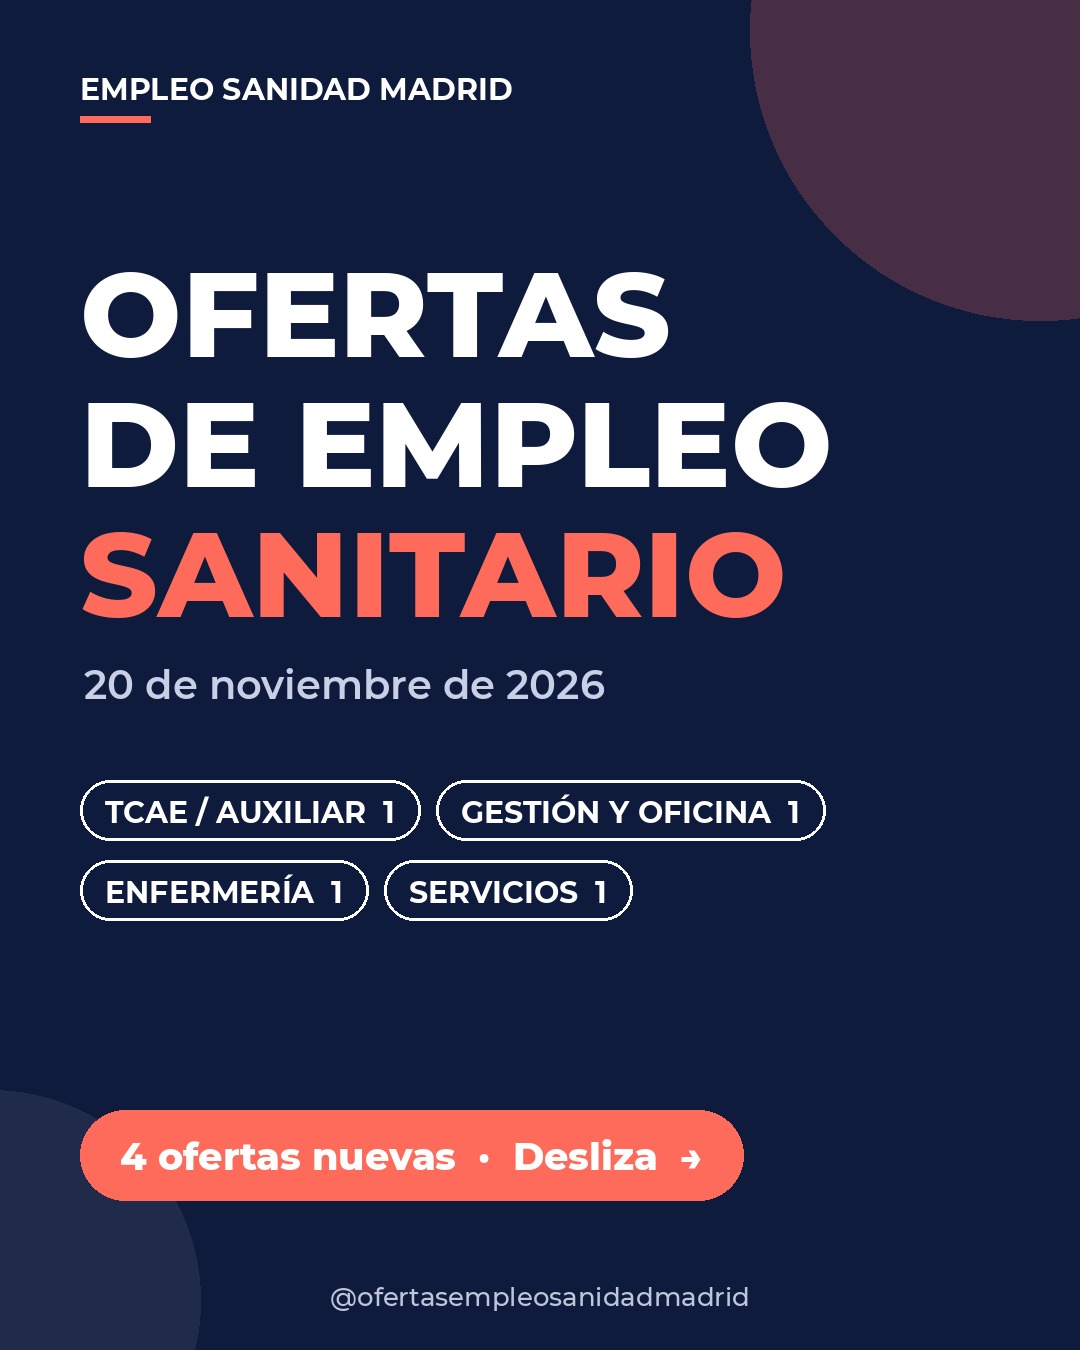 EMPLEO SANIDAD MADRID
OFERTAS
DE EMPLEO
SANITARIO
20 de noviembre de 2026
TCAE / AUXILIAR 1
GESTIÓN Y OFICINA 1
ENFERMERÍA 1
SERVICIOS 1
4 ofertas nuevas · Desliza →
@ofertasempleosanidadmadrid